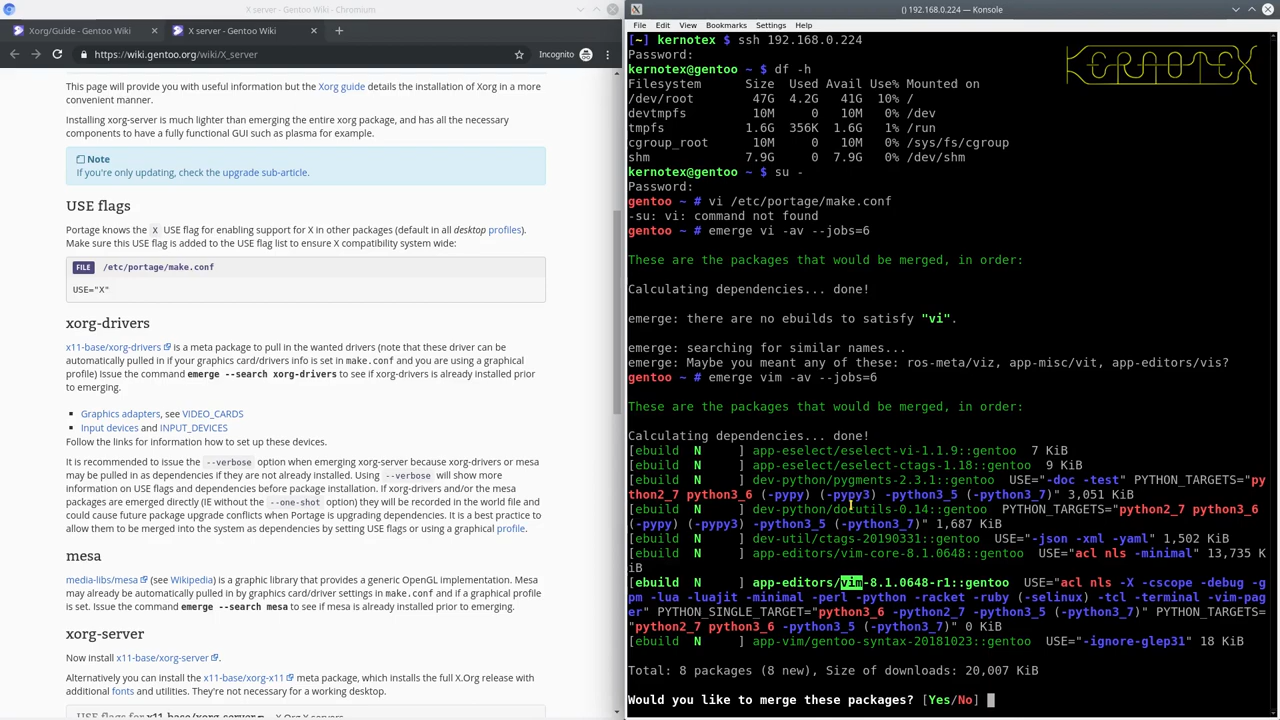 X server - Gentoo Wiki - Chromium
Xorg/Guide - Gentoo Wiki
X server - Gentoo Wiki
https://wiki.gentoo.org/wiki/X_server
Incognito
This page will provide you with useful information but the Xorg guide details the installation of Xorg in a
more convenient manner.
Installing xorg-server is much lighter than emerging the entire xorg package, and has all the necessary
components to have a fully functional GUI such as plasma for example.
Note
If you're only updating, check the upgrade sub-article.
USE flags
Portage knows the X USE flag for enabling support for X in other packages (default in all desktop profiles).
Make sure this USE flag is added to the USE flag list to ensure X compatibility system wide:
FILE /etc/portage/make.conf
USE="X"
xorg-drivers
x11-base/xorg-drivers is a meta package to pull in the wanted drivers (note that these driver can be
automatically pulled in if your graphics card/drivers info is set in make.conf and you are using a graphical
profile) Issue the command emerge --search xorg-drivers to see if xorg-drivers is already installed prior
to emerging.
Graphics adapters, see VIDEO_CARDS
Input devices and INPUT_DEVICES
Follow the links for information how to set up these devices.
It is recommended to issue the --verbose option when emerging xorg-server because xorg-drivers or mesa
may be pulled in as dependencies if they are not already installed. Using --verbose will show more
information on USE flags and dependencies before package installation. If xorg-drivers and/or the mesa
packages are emerged directly (IE without the --one-shot option) they will be recorded in the world file and
could cause future package upgrade conflicts when Portage is upgrading dependencies. It is a best practice to
allow them to be merged into the system as dependencies by setting USE flags or using a graphical profile.
mesa
media-libs/mesa (see Wikipedia) is a graphic library that provides a generic OpenGL implementation. Mesa
may already be automatically pulled in by graphics card/driver settings in make.conf and if a graphical profile
is set. Issue the command emerge --search mesa to see if mesa is already installed prior to emerging.
xorg-server
Now install x11-base/xorg-server.
Alternatively you can install the x11-base/xorg-x11 meta package, which installs the full X.Org release with
additional fonts and utilities. They're not necessary for a working desktop.
USE flags for x11-base/xorg-server X.Org X servers
() 192.168.0.224 — Konsole
File Edit View Bookmarks Settings Help
KERNOTEX
[~] kernotex $ ssh 192.168.0.224
Password:
kernotex@gentoo ~ $ df -h
Filesystem Size Used Avail Use% Mounted on
/dev/root 47G 4.2G 41G 10% /
devtmpfs 10M 0 10M 0% /dev
tmpfs 1.6G 356K 1.6G 1% /run
cgroup_root 10M 0 10M 0% /sys/fs/cgroup
shm 7.9G 0 7.9G 0% /dev/shm
kernotex@gentoo ~ $ su -
Password:
gentoo ~ # vi /etc/portage/make.conf
-su: vi: command not found
gentoo ~ # emerge vi -av --jobs=6
These are the packages that would be merged, in order:
Calculating dependencies... done!
emerge: there are no ebuilds to satisfy "vi".
emerge: searching for similar names...
emerge: Maybe you meant any of these: ros-meta/viz, app-misc/vit, app-editors/vis?
gentoo ~ # emerge vim -av --jobs=6
These are the packages that would be merged, in order:
Calculating dependencies... done!
[ebuild N ] app-eselect/eselect-vi-1.1.9::gentoo 7 KiB
[ebuild N ] app-eselect/eselect-ctags-1.18::gentoo 9 KiB
[ebuild N ] dev-python/pygments-2.3.1::gentoo USE="-doc -test" PYTHON_TARGETS="py
thon2_7 python3_6 (-pypy) (-pypy3) -python3_5 (-python3_7)" 3,051 KiB
[ebuild N ] dev-python/docutils-0.14::gentoo PYTHON_TARGETS="python2_7 python3_6
(-pypy) (-pypy3) -python3_5 (-python3_7)" 1,687 KiB
[ebuild N ] dev-util/ctags-20190331::gentoo USE="-json -xml -yaml" 1,502 KiB
[ebuild N ] app-editors/vim-core-8.1.0648::gentoo USE="acl nls -minimal" 13,735 K
iB
[ebuild N ] app-editors/vim-8.1.0648-r1::gentoo USE="acl nls -X -cscope -debug -g
pm -lua -luajit -minimal -perl -python -racket -ruby (-selinux) -tcl -terminal -vim-pag
er" PYTHON_SINGLE_TARGET="python3_6 -python2_7 -python3_5 (-python3_7)" PYTHON_TARGETS=
"python2_7 python3_6 -python3_5 (-python3_7)" 0 KiB
[ebuild N ] app-vim/gentoo-syntax-20181023::gentoo USE="-ignore-glep31" 18 KiB
Total: 8 packages (8 new), Size of downloads: 20,007 KiB
Would you like to merge these packages? [Yes/No]